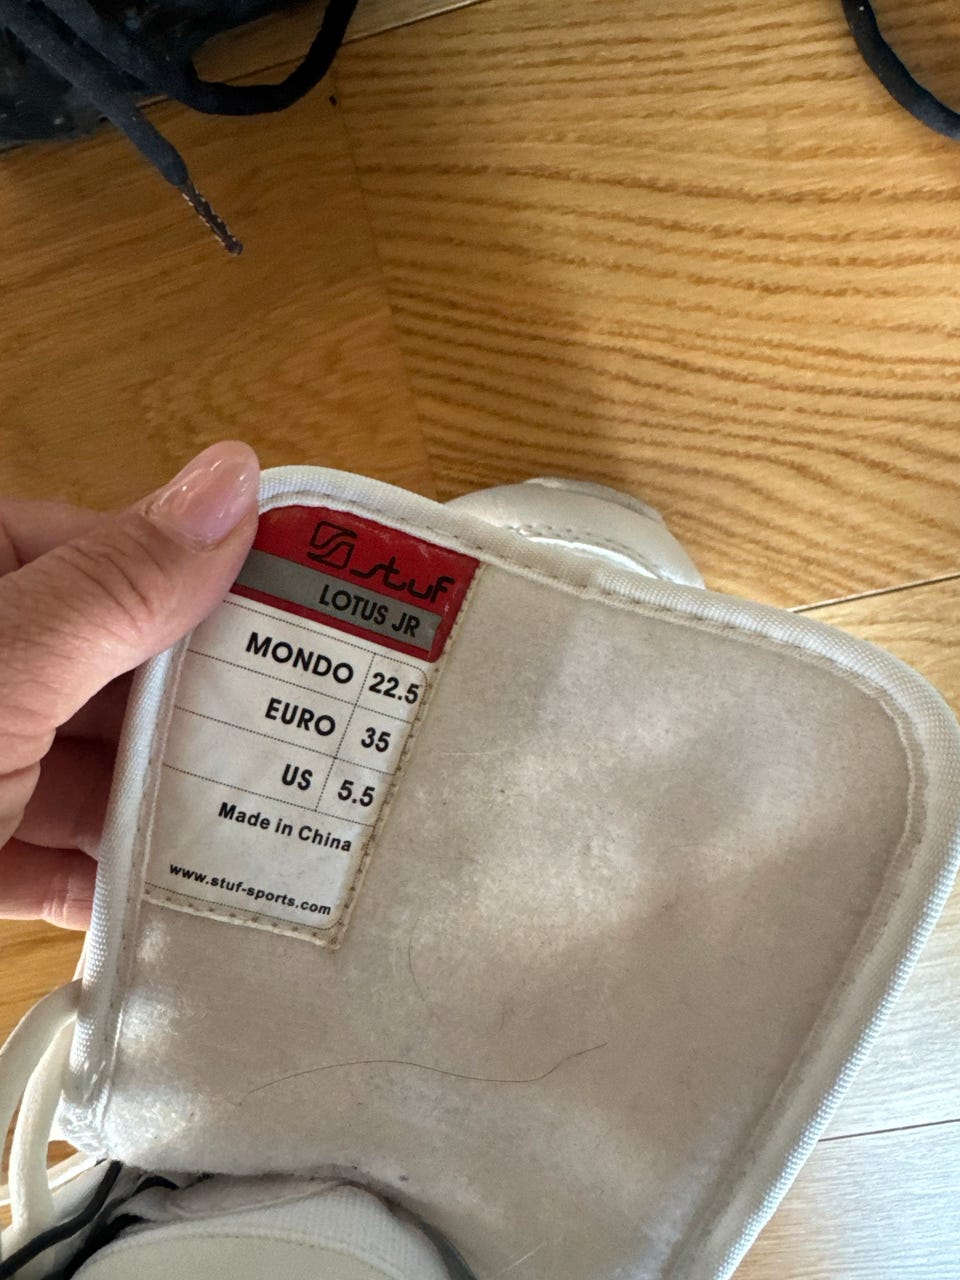 stuf
LOTUS JR
MONDO 22.5
EURO 35
US 5.5
Made in China
www.stuf-sports.com